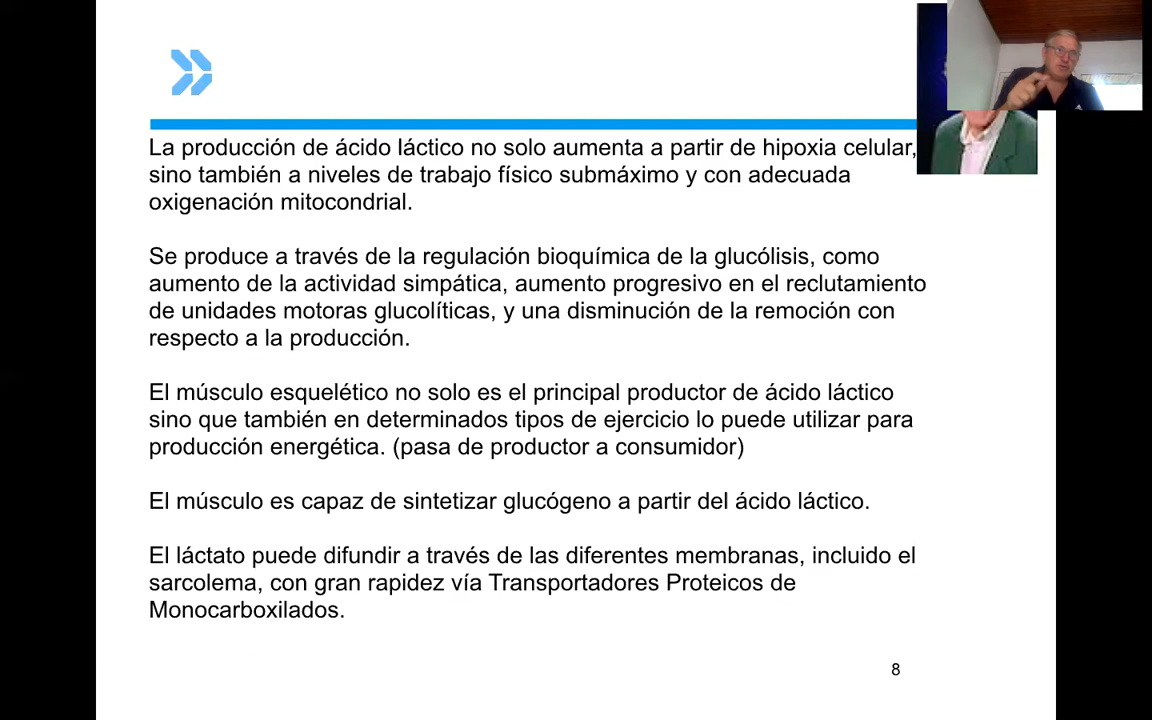 La producción de ácido láctico no solo aumenta a partir de hipoxia celular,
sino también a niveles de trabajo físico submáximo y con adecuada
oxigenación mitocondrial.
Se produce a través de la regulación bioquímica de la glucólisis, como
aumento de la actividad simpática, aumento progresivo en el reclutamiento
de unidades motoras glucolíticas, y una disminución de la remoción con
respecto a la producción.
El músculo esquelético no solo es el principal productor de ácido láctico
sino que también en determinados tipos de ejercicio lo puede utilizar para
producción energética. (pasa de productor a consumidor)
El músculo es capaz de sintetizar glucógeno a partir del ácido láctico.
El láctato puede difundir a través de las diferentes membranas, incluido el
sarcolema, con gran rapidez vía Transportadores Proteicos de
Monocarboxilados.
8